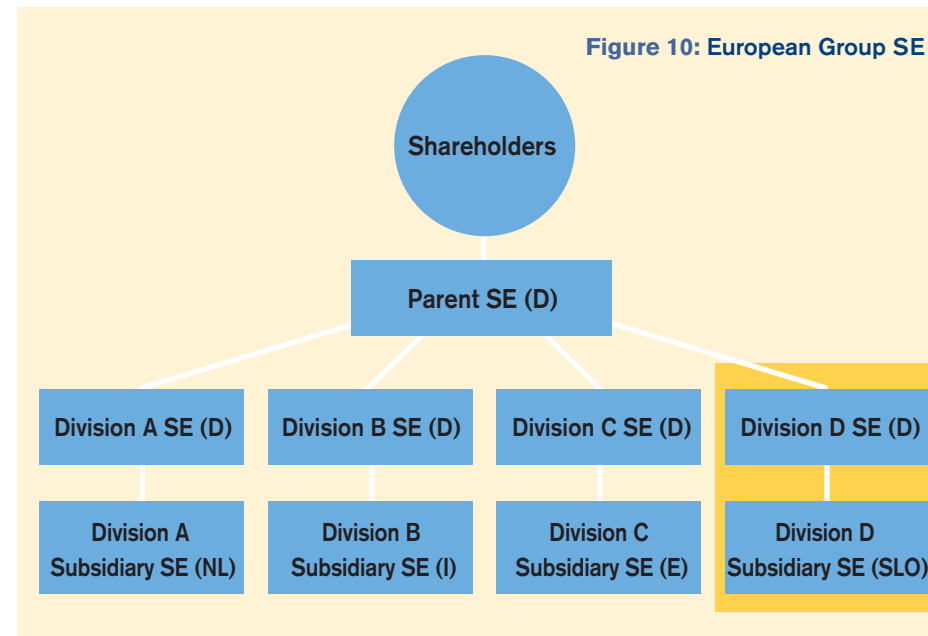 Figure 10: European Group SE
Shareholders
Parent SE (D)
Division A SE (D)
Division B SE (D)
Division C SE (D)
Division D SE (D)
Division A
Subsidiary SE (NL)
Division B
Subsidiary SE (I)
Division C
Subsidiary SE (E)
Division D
Subsidiary SE (SLO)